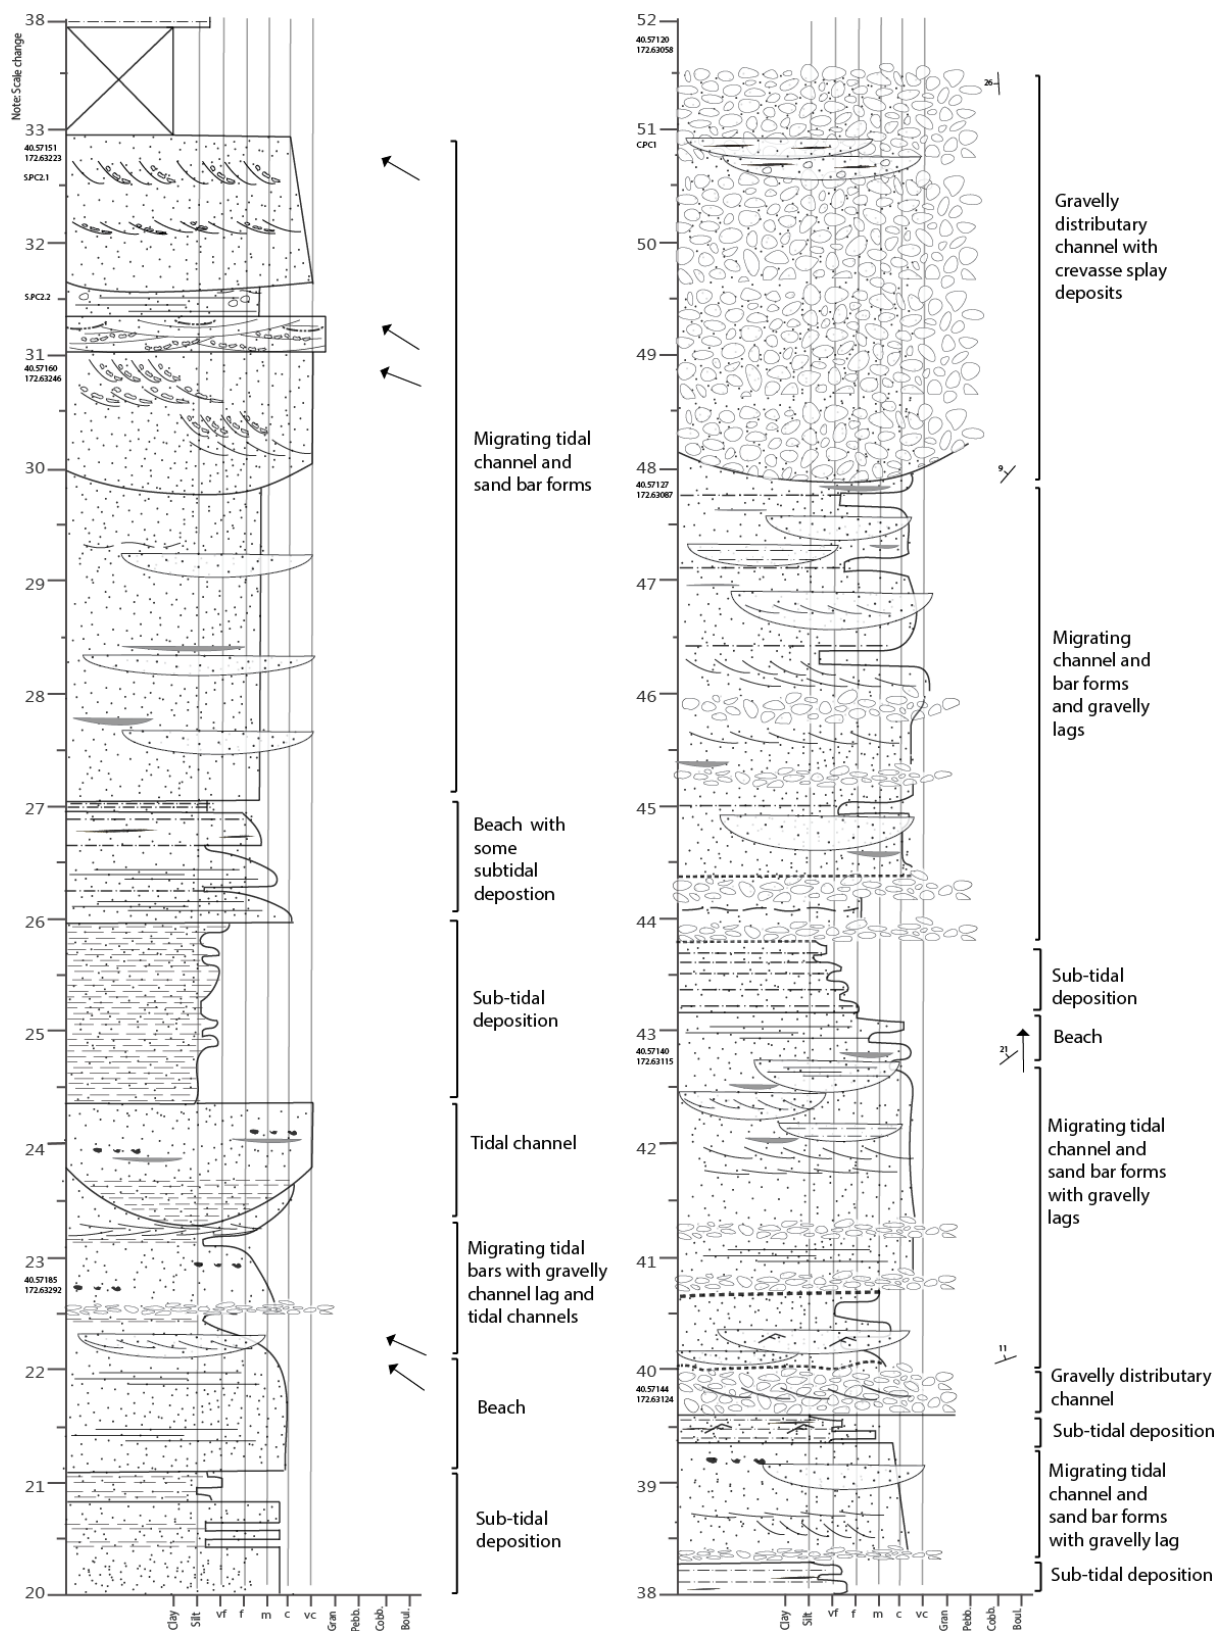 38
Note: Scale change
33
40.57151
172.63223
S.PC2.1
32
S.PC2.2
31
40.57160
172.63246
30
29
28
27
26
25
24
23
40.57185
172.63292
22
21
20
Migrating tidal
channel and
sand bar forms
Beach with
some
subtidal
depostion
Sub-tidal
deposition
Tidal channel
Migrating tidal
bars with gravelly
channel lag and
tidal channels
Beach
Sub-tidal
deposition
Clay
Silt
vf
f
m
c
vc
Gran
Pebb.
Cobb.
Boul.
52
40.57120
172.63058
51
C.PC1
50
49
48
40.57127
172.63087
47
46
45
44
43
40.57140
172.63115
42
41
40
40.57144
172.63124
39
38
26
9
21
11
Gravelly
distributary
channel with
crevasse splay
deposits
Migrating
channel and
bar forms
and gravelly
lags
Sub-tidal
deposition
Beach
Migrating tidal
channel and
sand bar forms
with gravelly
lags
Gravelly distributary
channel
Sub-tidal deposition
Migrating tidal
channel and
sand bar forms
with gravelly lag
Sub-tidal deposition
Clay
Silt
vf
f
m
c
vc
Gran
Pebb.
Cobb.
Boul.